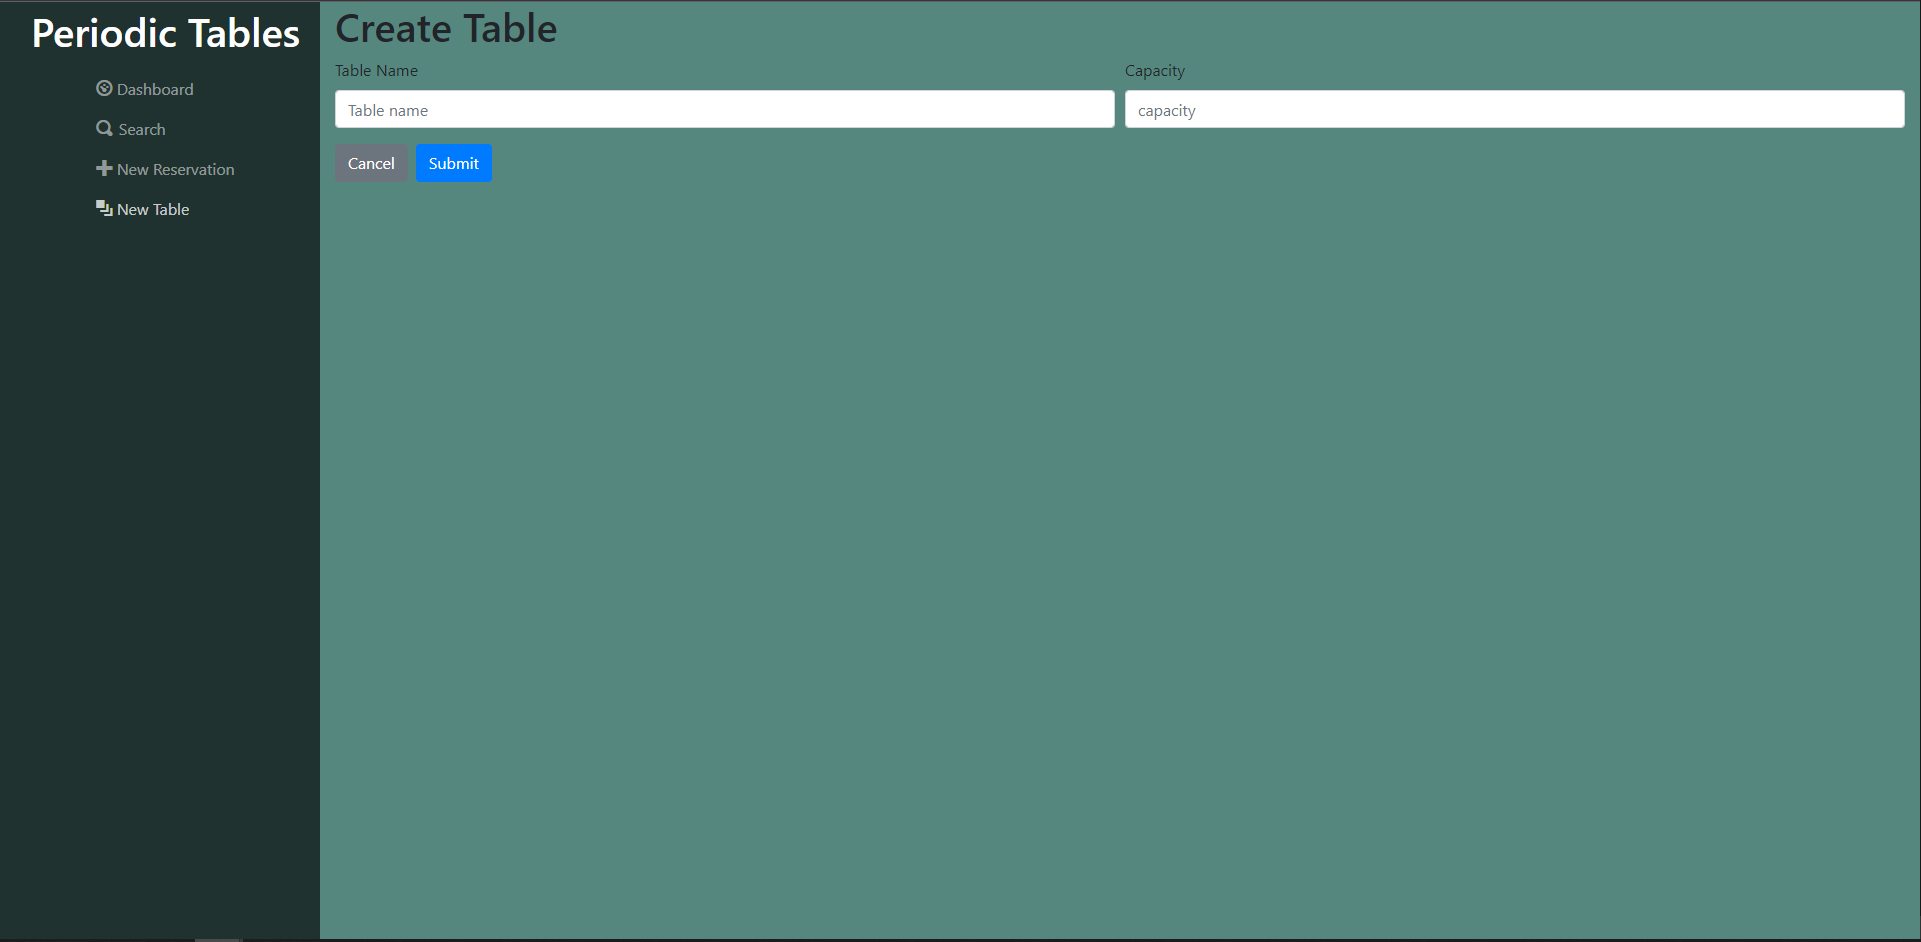 Periodic Tables
Dashboard
Search
New Reservation
New Table
Create Table
Table Name
Table name
Capacity
capacity
Cancel
Submit